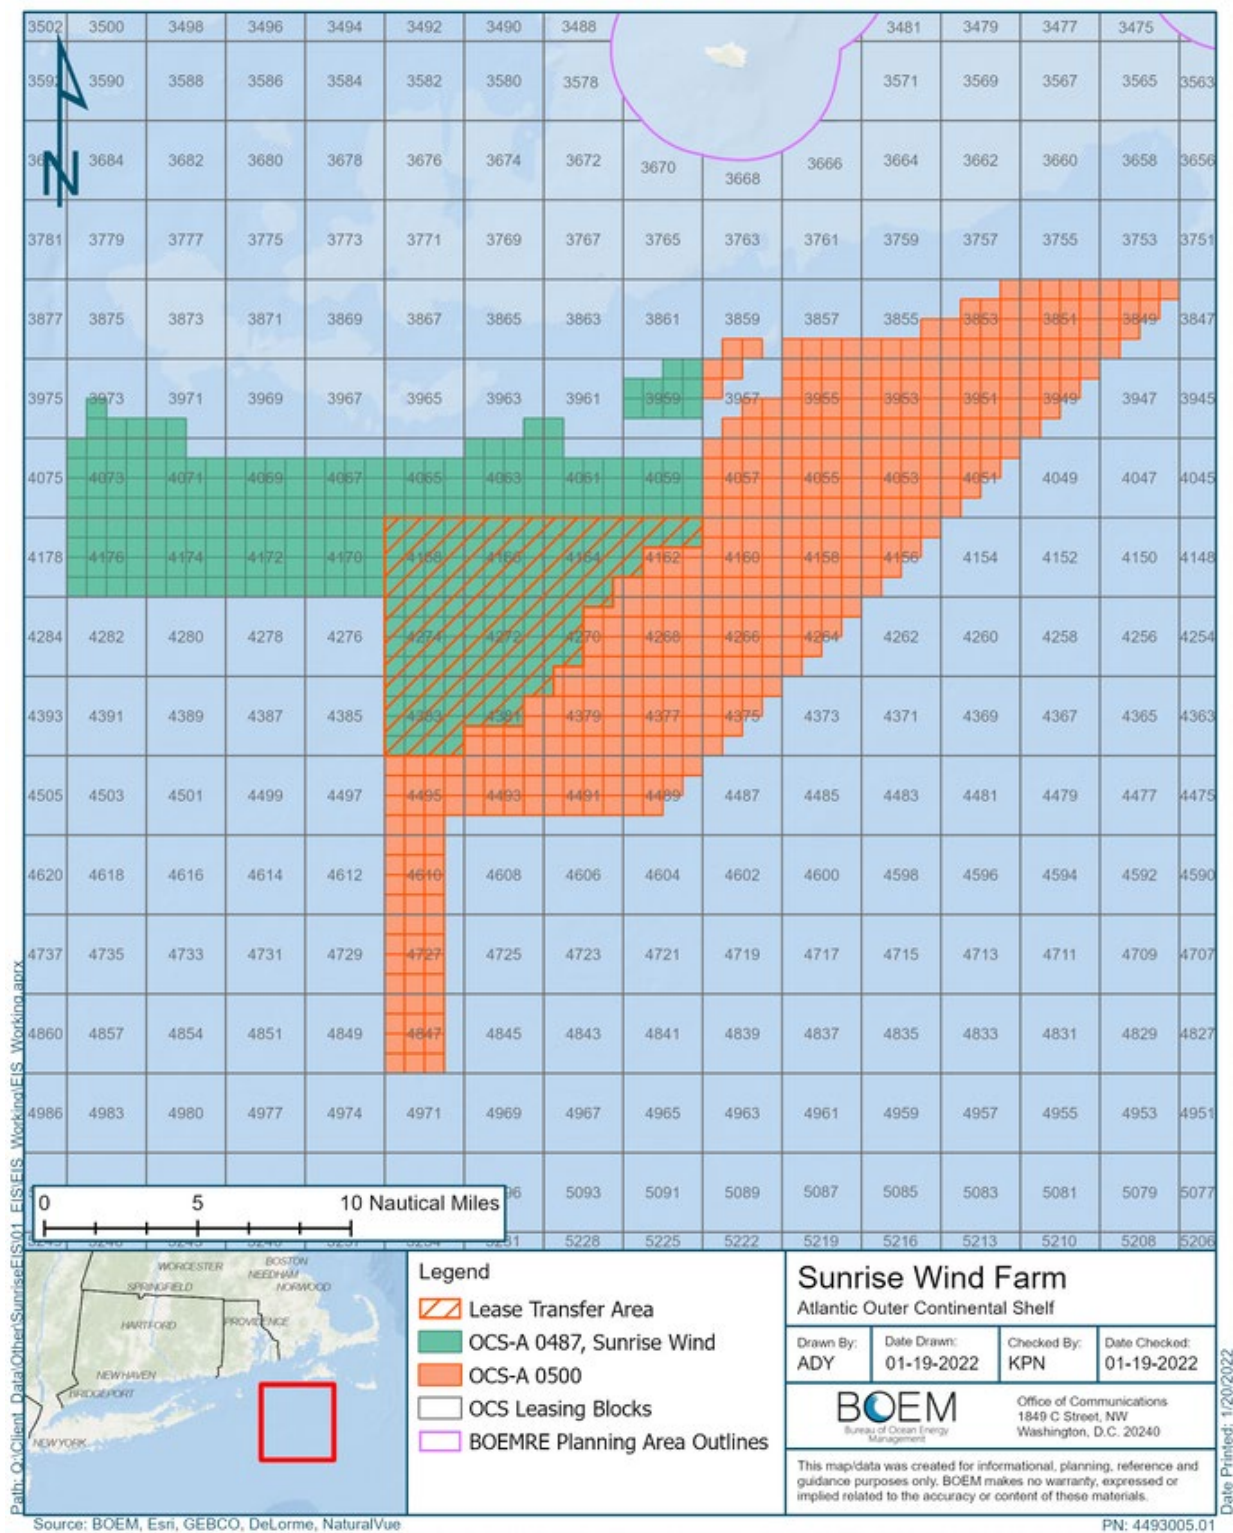 3502 3500 3498 3496 3494 3492 3490 3488 3481 3479 3477 3475
3592 3590 3588 3586 3584 3582 3580 3578 3571 3569 3567 3565 3563
3684 3682 3680 3678 3676 3674 3672 3670 3668 3666 3664 3662 3660 3658 3656
N
3781 3779 3777 3775 3773 3771 3769 3767 3765 3763 3761 3759 3757 3755 3753 3751
3877 3875 3873 3871 3869 3867 3865 3863 3861 3859 3857 3855 3853 3851 3849 3847
3975 3973 3971 3969 3967 3965 3963 3961 3959 3957 3955 3953 3951 3949 3947 3945
4075 4073 4071 4069 4067 4065 4063 4061 4059 4057 4055 4053 4051 4049 4047 4045
4178 4176 4174 4172 4170 4168 4166 4164 4162 4160 4158 4156 4154 4152 4150 4148
4284 4282 4280 4278 4276 4274 4272 4270 4268 4266 4264 4262 4260 4258 4256 4254
4393 4391 4389 4387 4385 4383 4381 4379 4377 4375 4373 4371 4369 4367 4365 4363
4505 4503 4501 4499 4497 4495 4493 4491 4489 4487 4485 4483 4481 4479 4477 4475
4620 4618 4616 4614 4612 4610 4608 4606 4604 4602 4600 4598 4596 4594 4592 4590
4737 4735 4733 4731 4729 4727 4725 4723 4721 4719 4717 4715 4713 4711 4709 4707
4860 4857 4854 4851 4849 4847 4845 4843 4841 4839 4837 4835 4833 4831 4829 4827
4986 4983 4980 4977 4974 4971 4969 4967 4965 4963 4961 4959 4957 4955 4953 4951
5093 5091 5089 5087 5085 5083 5081 5079 5077
0 5 10 Nautical Miles
5228 5225 5222 5219 5216 5213 5210 5208 5206
WORCESTER
BOSTON
NEEDHAM
SPRINGFIELD
NORWOOD
HARTFORD
PROVIDENCE
NEW HAVEN
BRIDGEPORT
NEW YORK
Legend
Lease Transfer Area
OCS-A 0487, Sunrise Wind
OCS-A 0500
OCS Leasing Blocks
BOEMRE Planning Area Outlines
Sunrise Wind Farm
Atlantic Outer Continental Shelf
Drawn By:
ADY
Date Drawn:
01-19-2022
Checked By:
KPN
Date Checked:
01-19-2022
BOEM
Bureau of Ocean Energy
Management
Office of Communications
1849 C Street, NW
Washington, D.C. 20240
This map/data was created for informational, planning, reference and
guidance purposes only. BOEM makes no warranty, expressed or
implied related to the accuracy or content of these materials.
Source: BOEM, Esri, GEBCO, DeLorme, NaturalVue
PN: 4493005.01
Path: Q:\Client_Data\Other\SunriseEIS\01_EIS\EIS_Working\EIS_Working.aprx
Date Printed: 1/20/2022